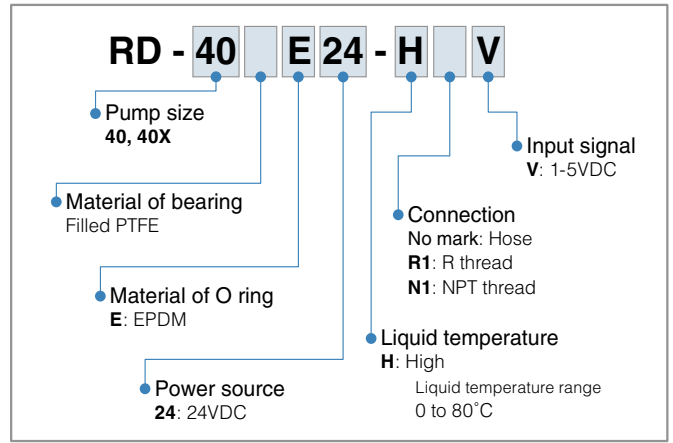 RD - 40 E 24 - H V
Pump size
40, 40X
Input signal
V: 1-5VDC
Material of bearing
Filled PTFE
Connection
No mark: Hose
R1: R thread
N1: NPT thread
Material of O ring
E: EPDM
Liquid temperature
H: High
Liquid temperature range
0 to 80˚C
Power source
24: 24VDC